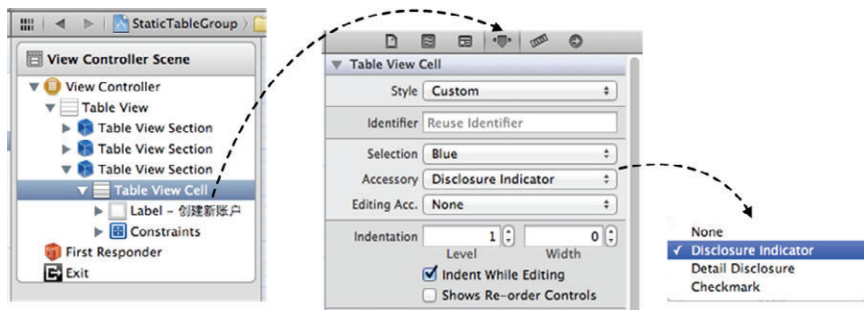 StaticTableGroup
View Controller Scene
View Controller
Table View
Table View Section
Table View Section
Table View Section
Table View Cell
Label – 创建新账户
Constraints
First Responder
Exit
Table View Cell
Style Custom
Identifier Reuse Identifier
Selection Blue
Accessory Disclosure Indicator
Editing Acc. None
Indentation 1 0
Level Width
Indent While Editing
Shows Re-order Controls
None
Disclosure Indicator
Detail Disclosure
Checkmark